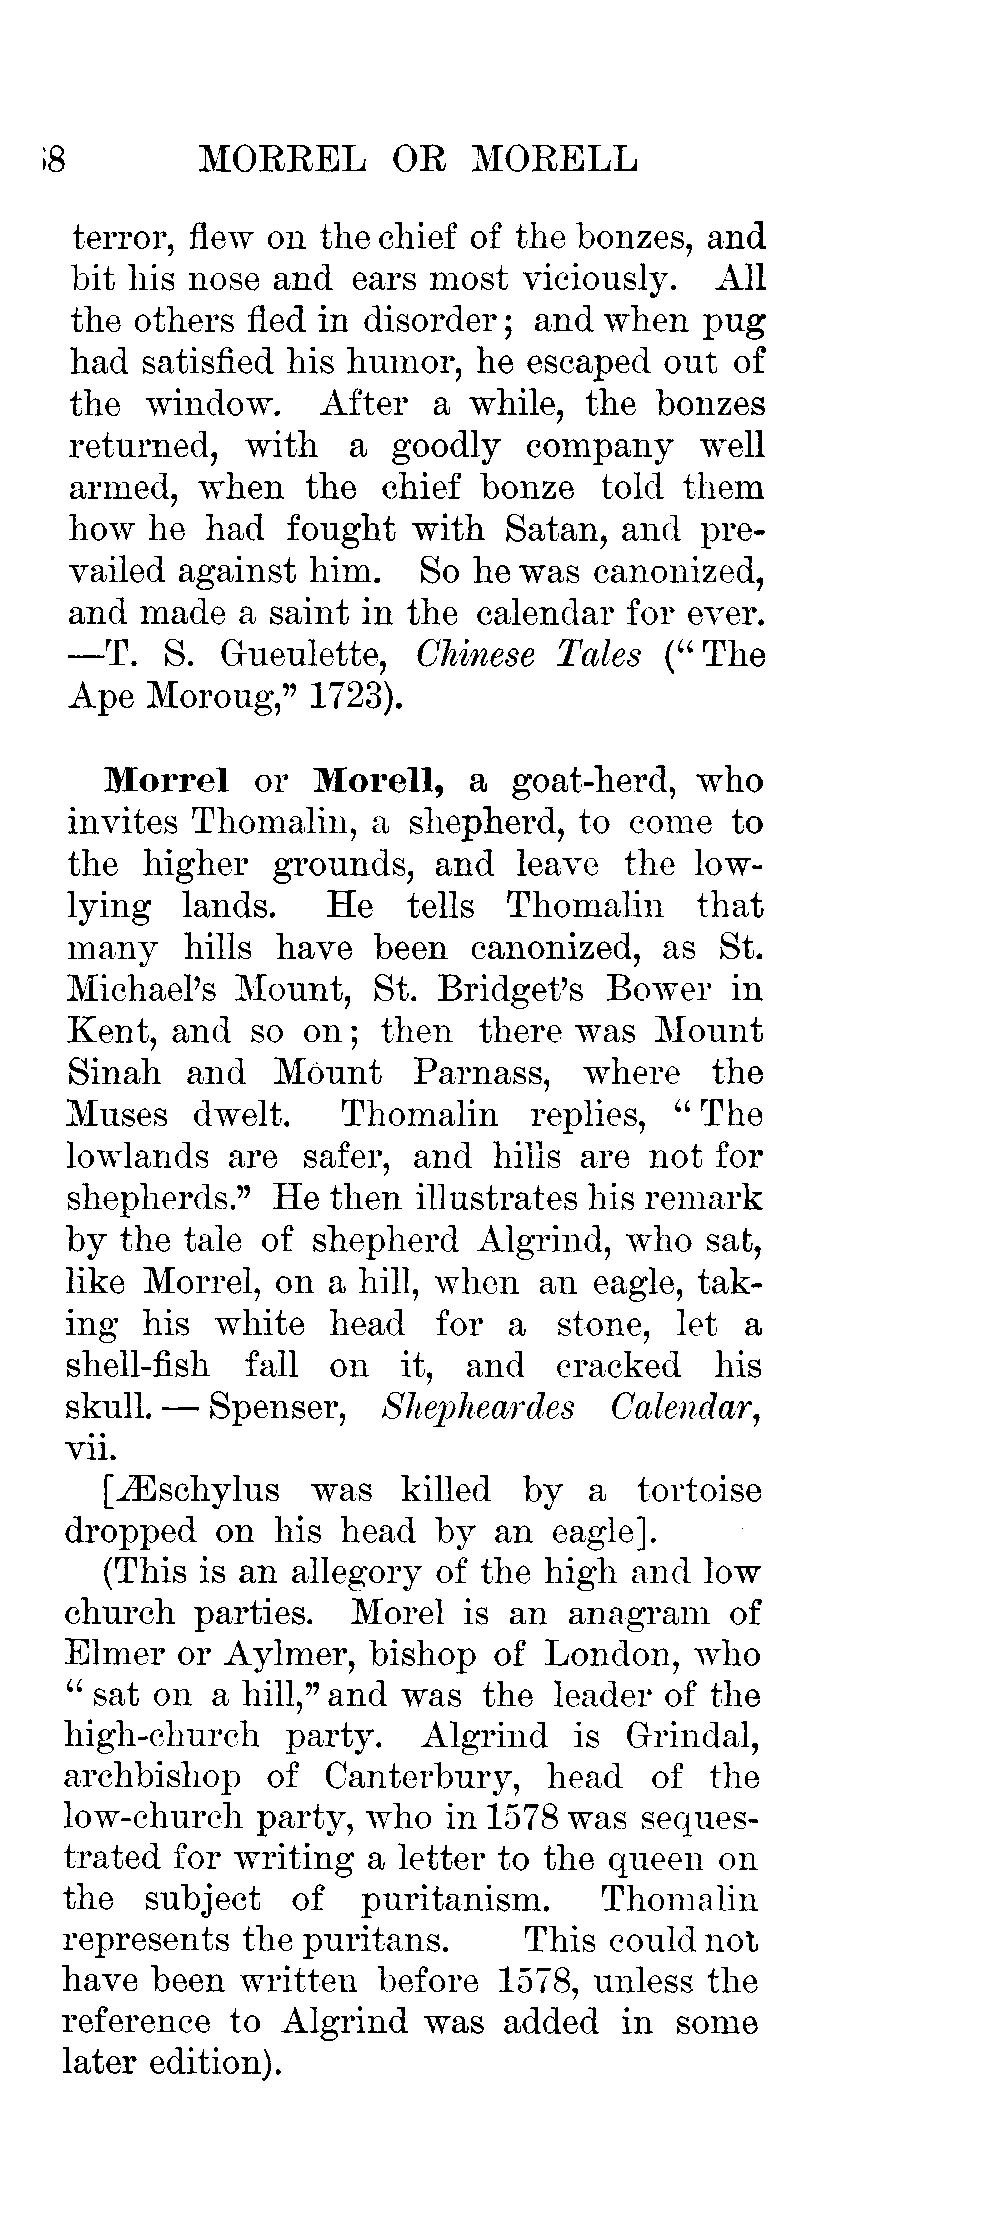 8 MORREL OR MORELL
terror, flew on the chief of the bonzes, and
bit his nose and ears most viciously. All
the others fled in disorder; and when pug
had satisfied his humor, he escaped out of
the window. After a while, the bonzes
returned, with a goodly company well
armed, when the chief bonze told them
how he had fought with Satan, and pre-
vailed against him. So he was canonized,
and made a saint in the calendar for ever.
—T. S. Gueulette, Chinese Tales (“The
Ape Moroug,” 1723).
Morrel or Morell, a goat-herd, who
invites Thomalin, a shepherd, to come to
the higher grounds, and leave the low-
lying lands. He tells Thomalin that
many hills have been canonized, as St.
Michael’s Mount, St. Bridget’s Bower in
Kent, and so on; then there was Mount
Sinah and Mount Parnass, where the
Muses dwelt. Thomalin replies, “The
lowlands are safer, and hills are not for
shepherds.” He then illustrates his remark
by the tale of shepherd Algrind, who sat,
like Morrel, on a hill, when an eagle, tak-
ing his white head for a stone, let a
shell-fish fall on it, and cracked his
skull.—Spenser, Shepheardes Calendar,
vii.
[Æschylus was killed by a tortoise
dropped on his head by an eagle].
(This is an allegory of the high and low
church parties. Morel is an anagram of
Elmer or Aylmer, bishop of London, who
“sat on a hill,” and was the leader of the
high-church party. Algrind is Grindal,
archbishop of Canterbury, head of the
low-church party, who in 1578 was seques-
trated for writing a letter to the queen on
the subject of puritanism. Thomalin
represents the puritans. This could not
have been written before 1578, unless the
reference to Algrind was added in some
later edition).